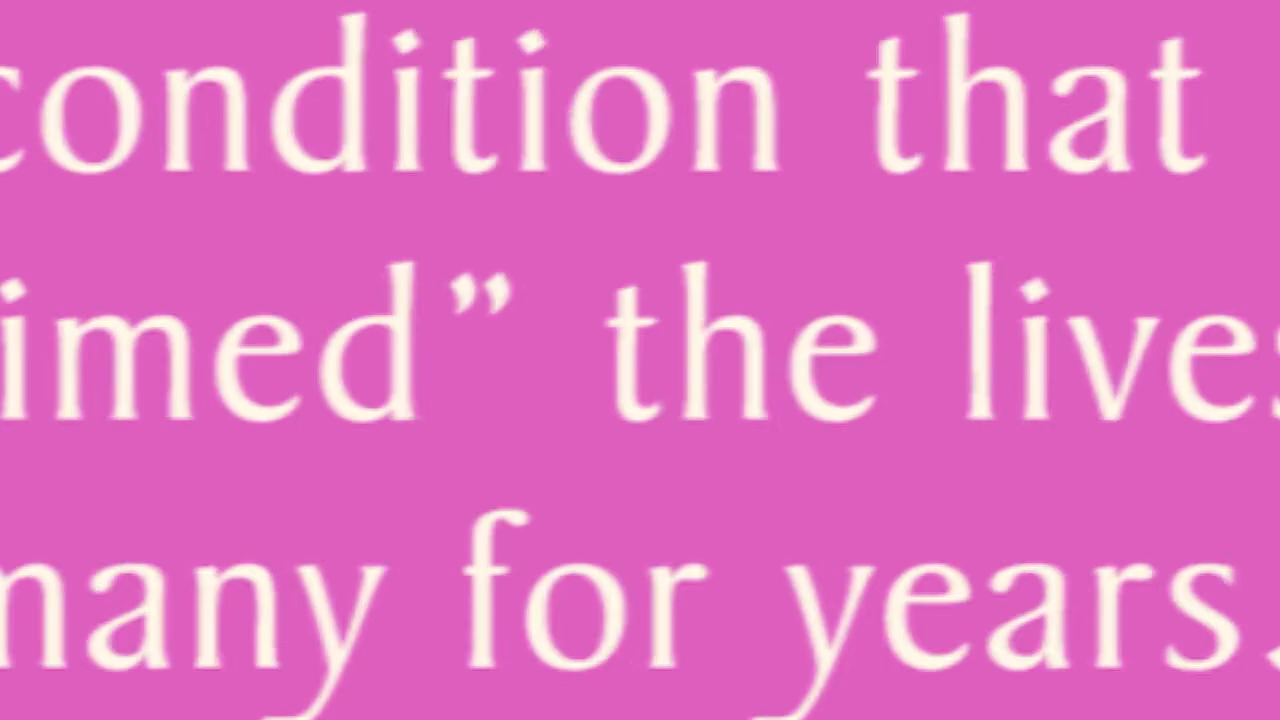 condition that
imed” the lives
many for years.